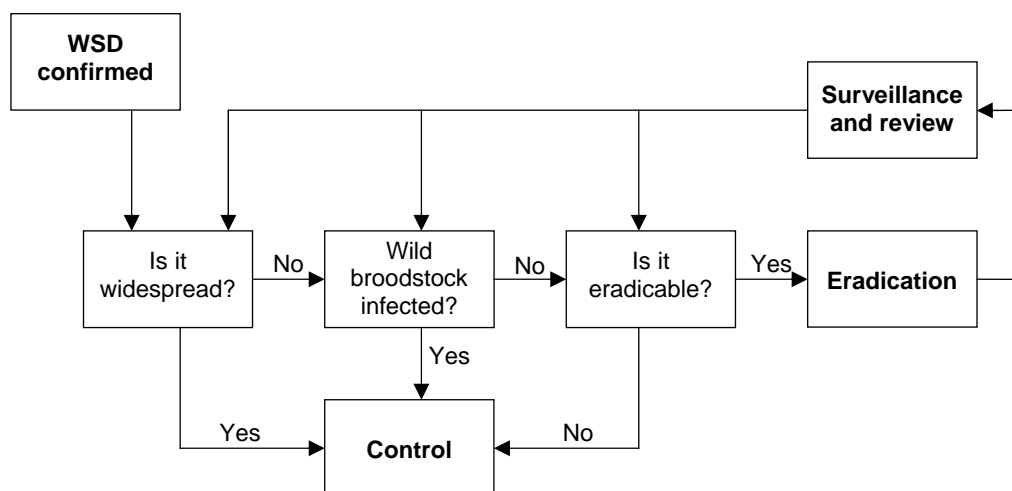 WSD
confirmed
Surveillance
and review
Is it
widespread?
No
Wild
broodstock
infected?
No
Is it
eradicable?
Yes
Eradication
Yes
Yes
Control
No